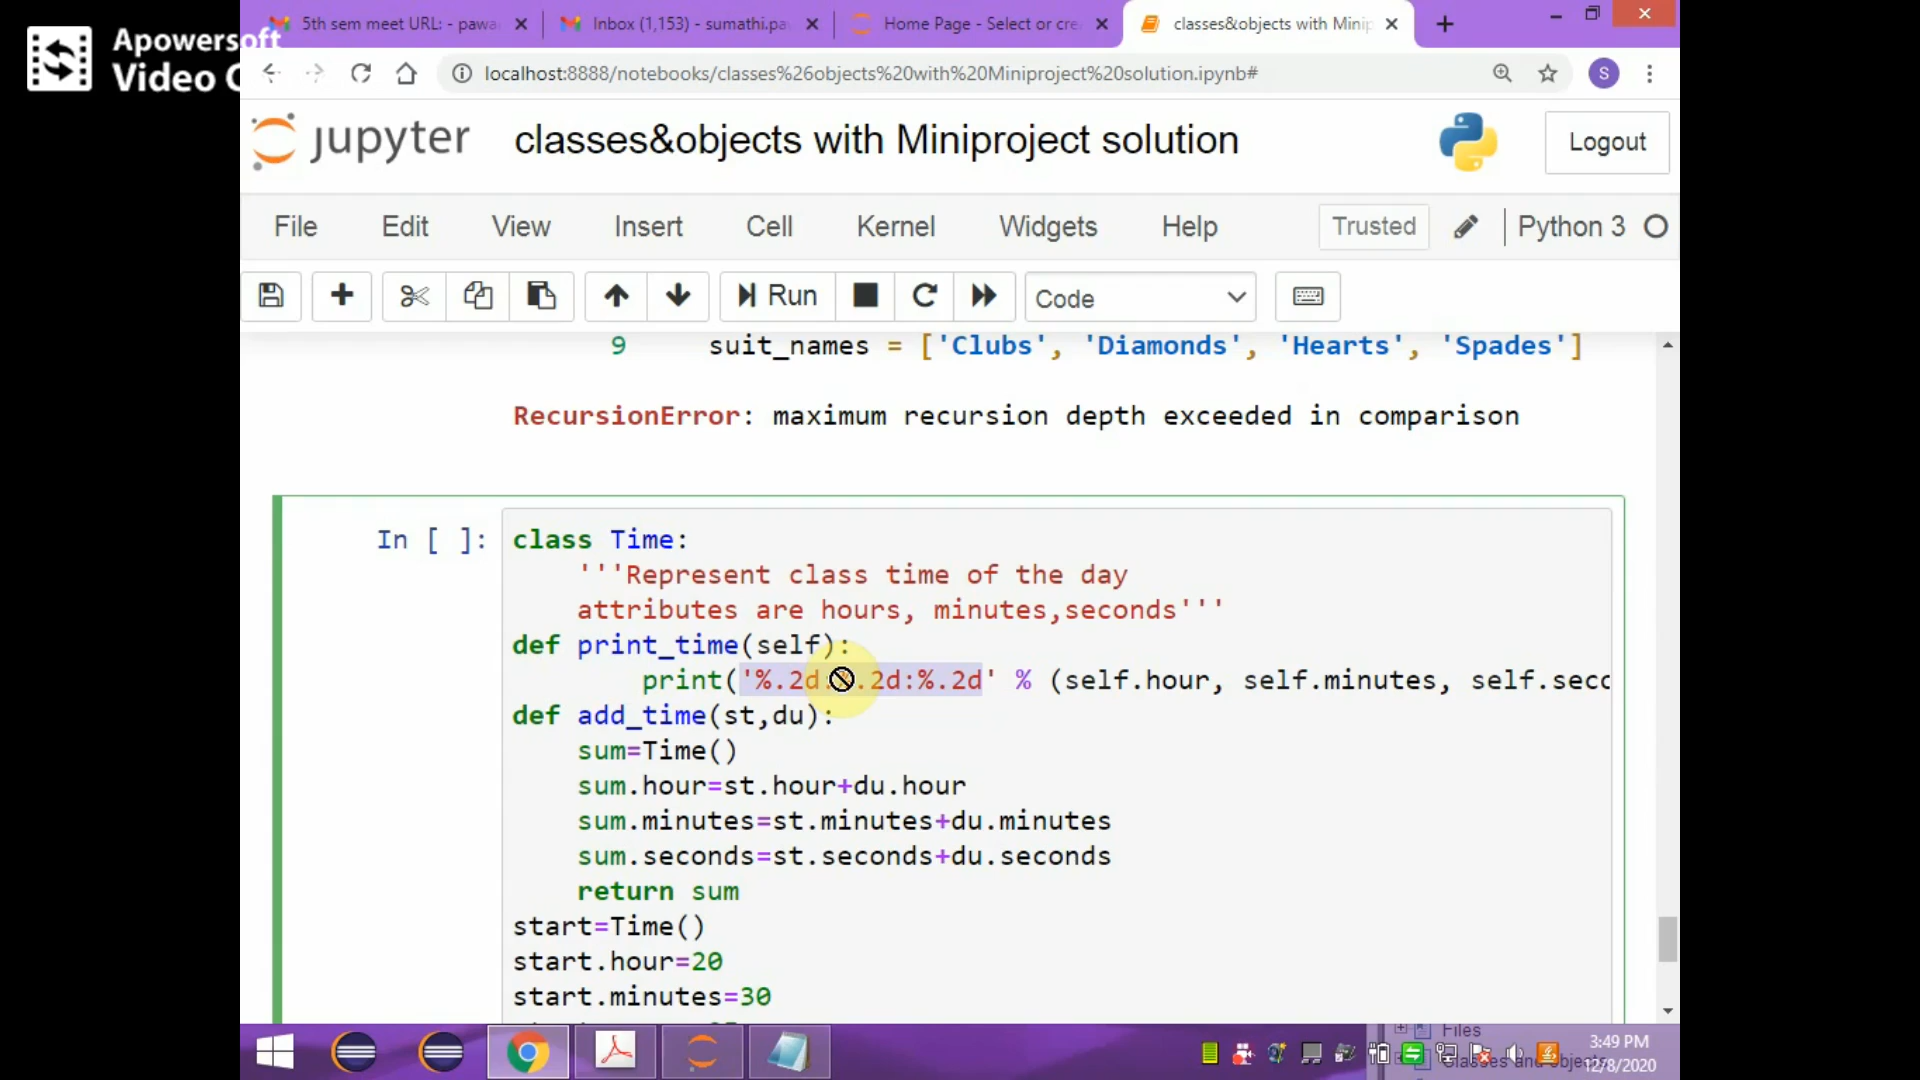 Apowersoft
Video C
5th sem meet URL: - pawa
Inbox (1,153) - sumathi.pa
Home Page - Select or cre
classes&objects with Minip
localhost:8888/notebooks/classes%26objects%20with%20Miniproject%20solution.ipynb#
S
jupyter
classes&objects with Miniproject solution
Logout
File Edit View Insert Cell Kernel Widgets Help Trusted Python 3
Run Code
9 suit_names = ['Clubs', 'Diamonds', 'Hearts', 'Spades']
RecursionError: maximum recursion depth exceeded in comparison
In [ ]:
class Time:
'''Represent class time of the day
attributes are hours, minutes,seconds'''
def print_time(self):
print('%.2d:%.2d:%.2d' % (self.hour, self.minutes, self.seco
def add_time(st,du):
sum=Time()
sum.hour=st.hour+du.hour
sum.minutes=st.minutes+du.minutes
sum.seconds=st.seconds+du.seconds
return sum
start=Time()
start.hour=20
start.minutes=30
Files
Classes and objects
3:49 PM
12/8/2020